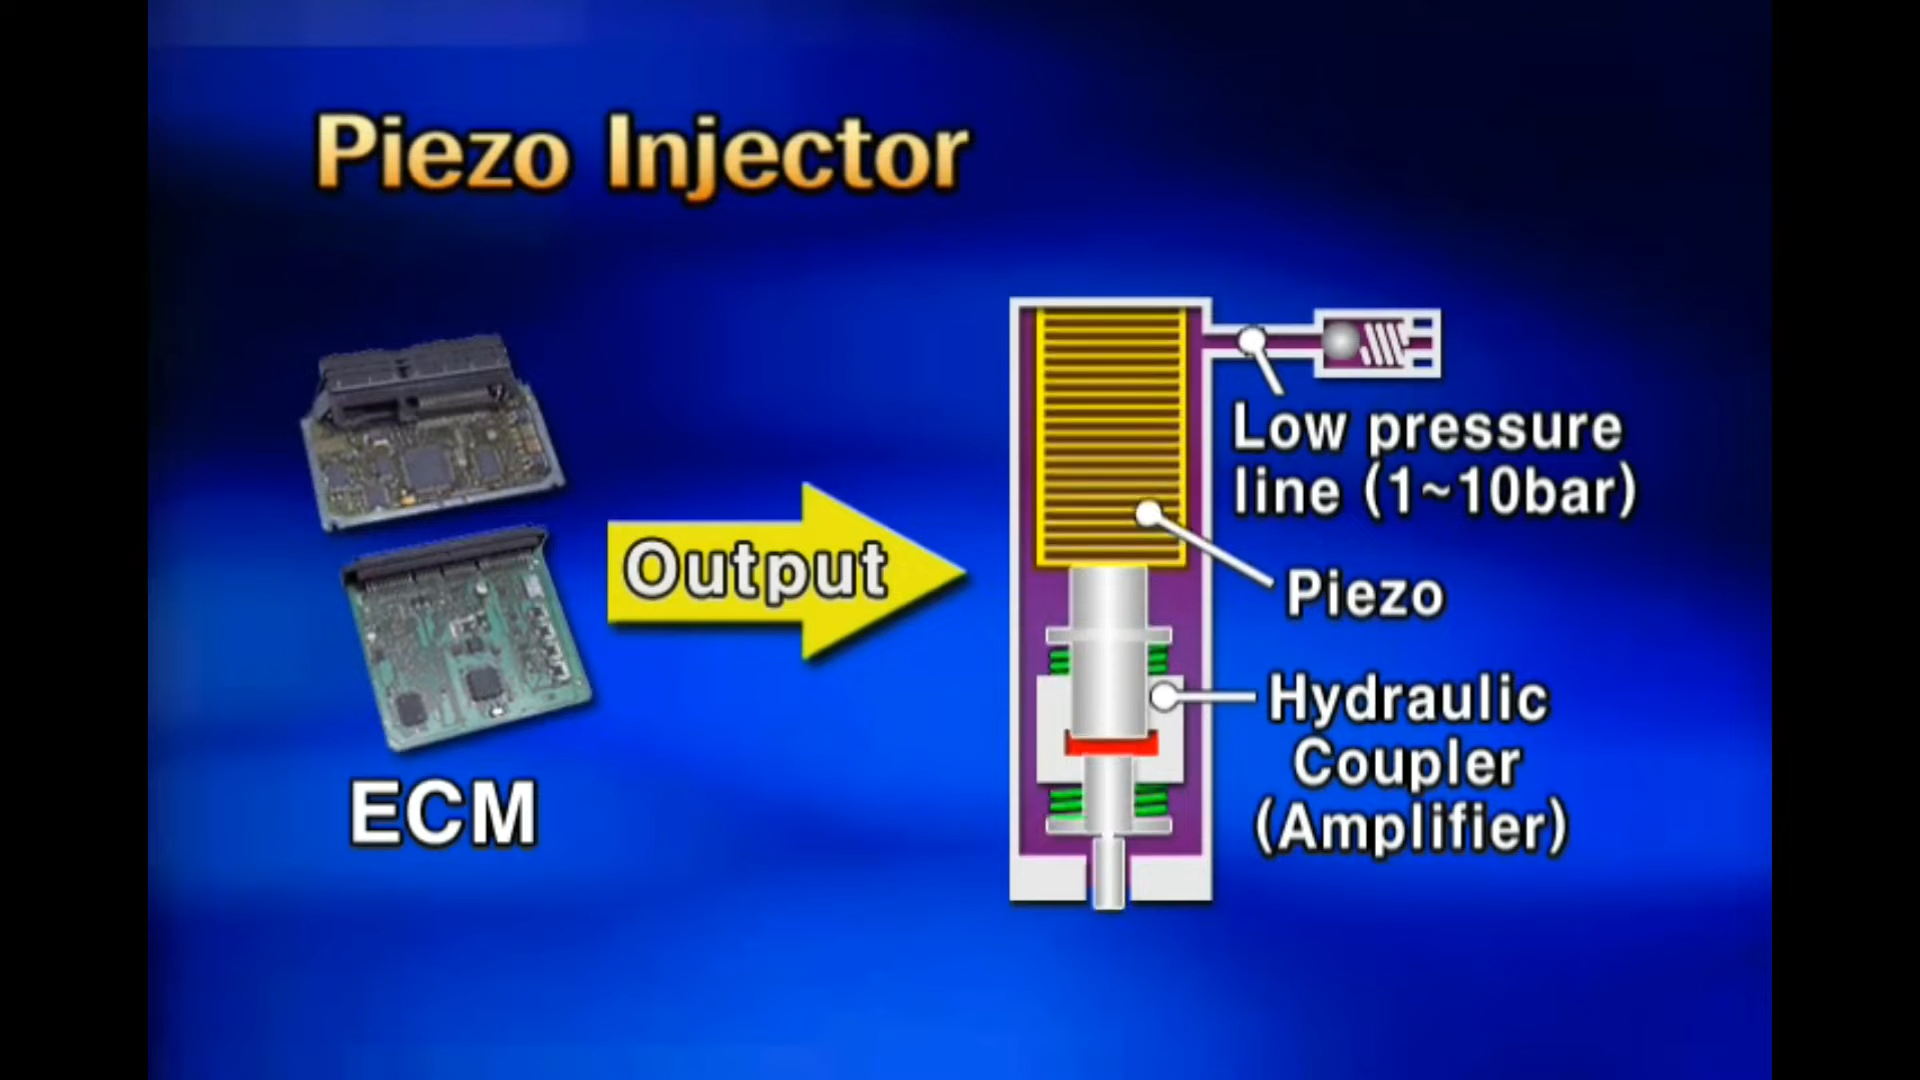 Piezo Injector
Low pressure
line (1~10bar)
Output
Piezo
Hydraulic
Coupler
(Amplifier)
ECM